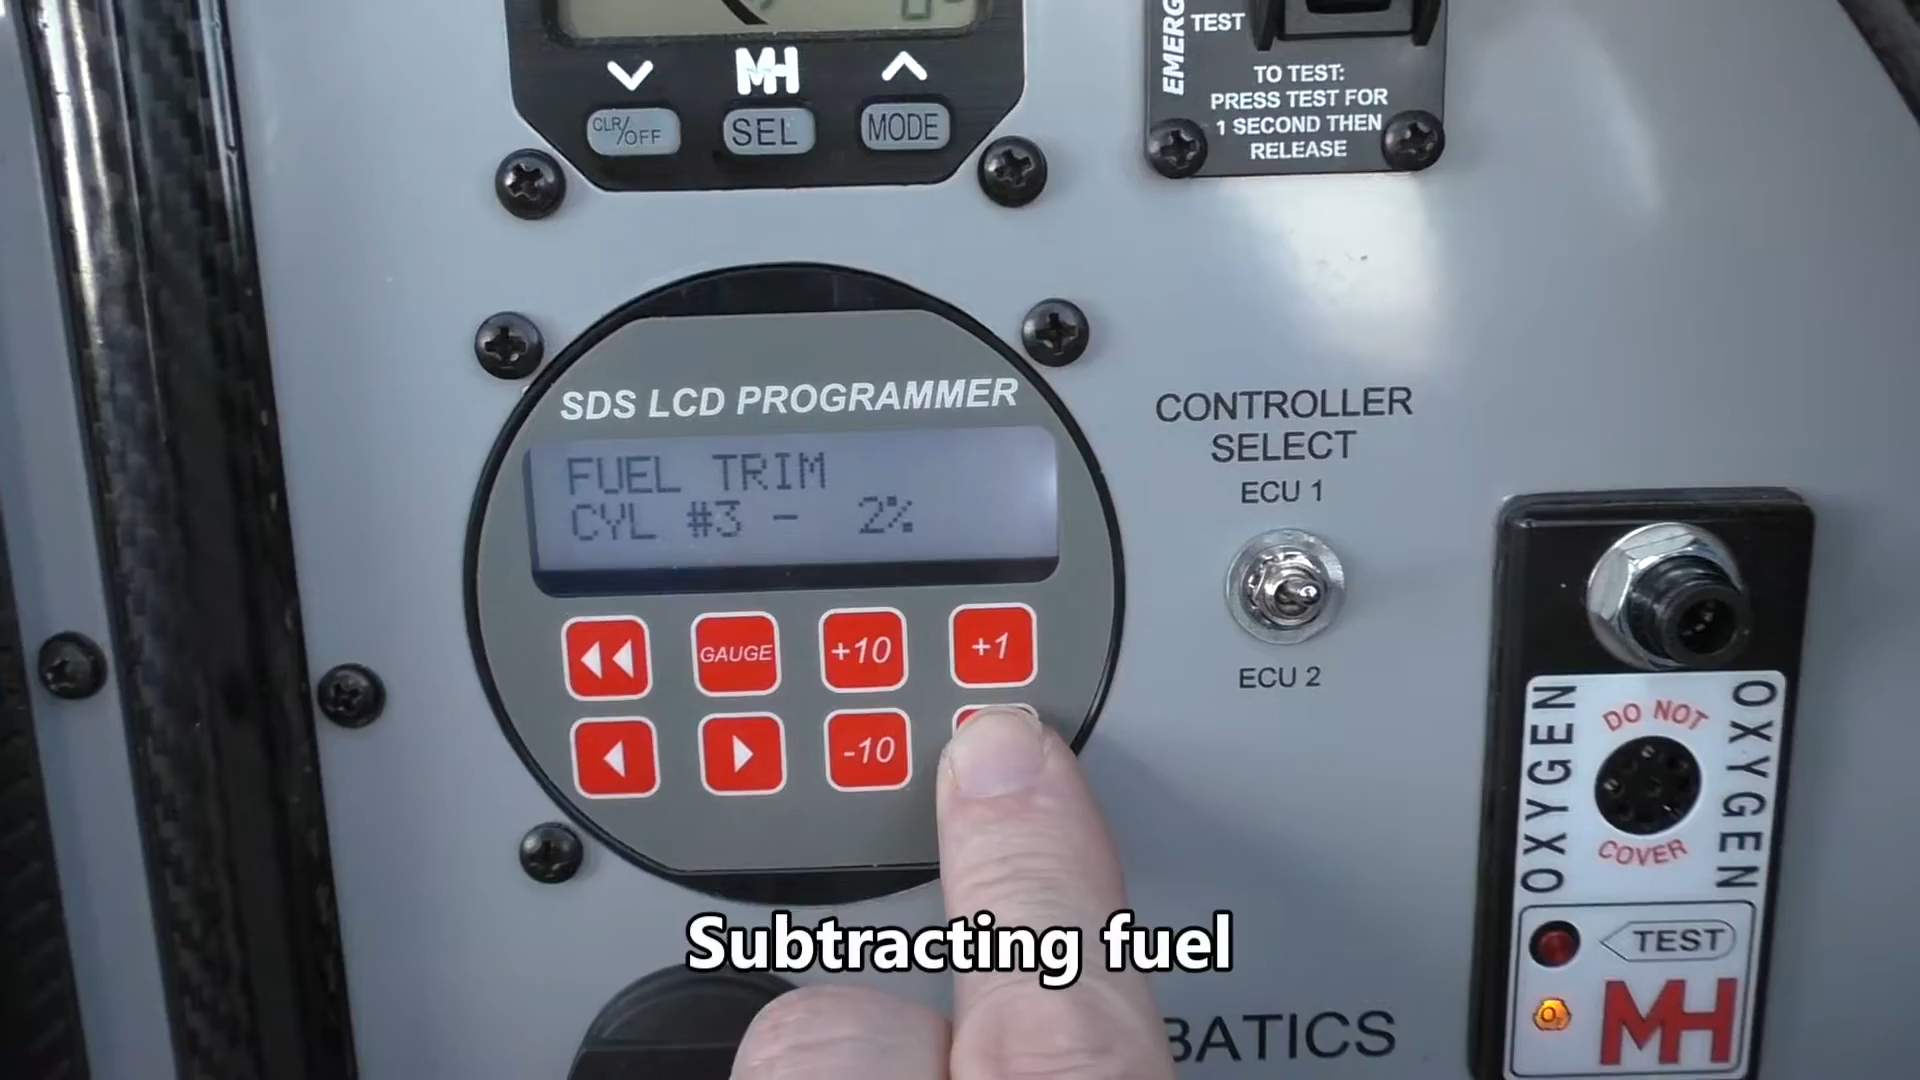 MH
CLR/OFF
SEL
MODE
EMERG
TEST
TO TEST:
PRESS TEST FOR
1 SECOND THEN
RELEASE
SDS LCD PROGRAMMER
FUEL TRIM
CYL #3 - 2%
GAUGE
+10
+1
-10
CONTROLLER
SELECT
ECU 1
ECU 2
OXYGEN
DO NOT
COVER
OXYGEN
TEST
O₂
MH
Subtracting fuel
BATICS